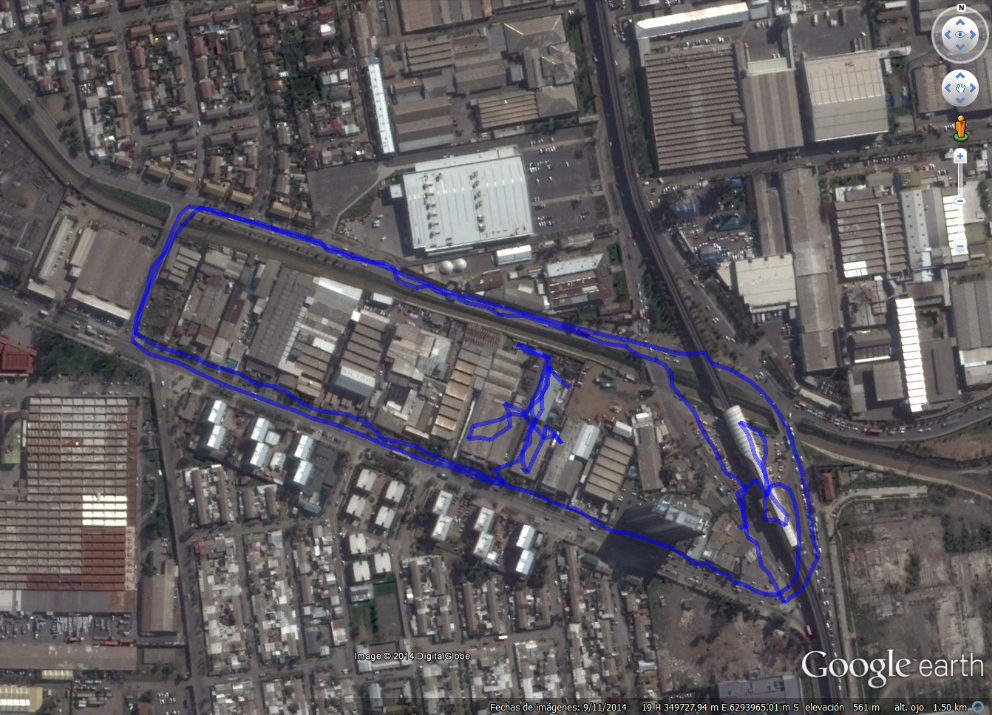 N
Image © 2014 DigitalGlobe
Google earth
Fechas de imágenes: 9/11/2014 19 H 349727.94 m E 6293965.01 m S elevación 561 m alt. ojo 1.50 km